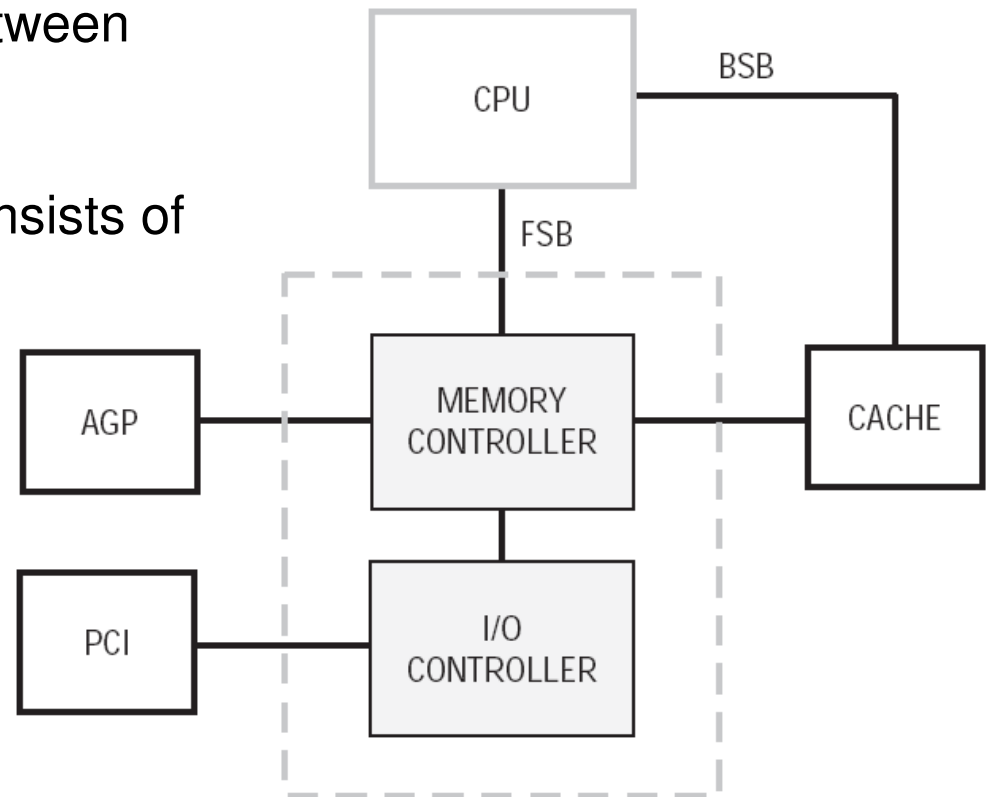 tween
nsists of
CPU
BSB
FSB
AGP
MEMORY
CONTROLLER
CACHE
PCI
I/O
CONTROLLER